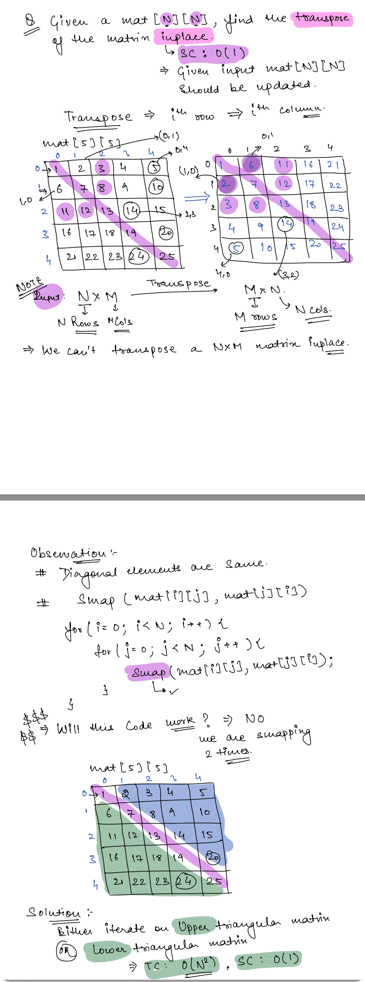 Q Given a mat[N][N], find the transpose
of the matrix inplace.
↳ SC: O(1)
⇒ Given input mat[N][N]
should be updated.
Transpose ⇒ ith row ⇒ ith column.
mat[5][5]
0 1 2 3 4
0→ 1 2 3 4 5
1 6 7 8 9 10
2 11 12 13 14 15
3 16 17 18 19 20
4 21 22 23 24 25
(0,1)
0,4
1,0
2,3
⇒
0,1
0 1 2 3 4
0 1 6 11 16 21
1 2 7 12 17 22
2 3 8 13 18 23
3 4 9 14 19 24
4 5 10 15 20 25
(1,0)
4,0
(3,2)
NOTE
Input: N×M Transpose M×N.
N Rows M Cols M rows N Cols.
⇒ We can't transpose a N×M matrix inplace.
Observation:-
# Diagonal elements are same.
# Swap (mat[i][j], mat[j][i])
for(i=0; i<N; i++){
for(j=0; j<N; j++){
Swap(mat[i][j], mat[j][i]);
}
}
$$$ $$ ⇒ Will this Code work? ⇒ NO
we are swapping
2 times.
mat[5][5]
0 1 2 3 4
0→ 1 2 3 4 5
1 6 7 8 9 10
2 11 12 13 14 15
3 16 17 18 19 20
4 21 22 23 24 25
Solution:-
Either iterate on Upper triangular matrix
OR Lower triangular matrix
⇒ TC: O(N²), SC: O(1)